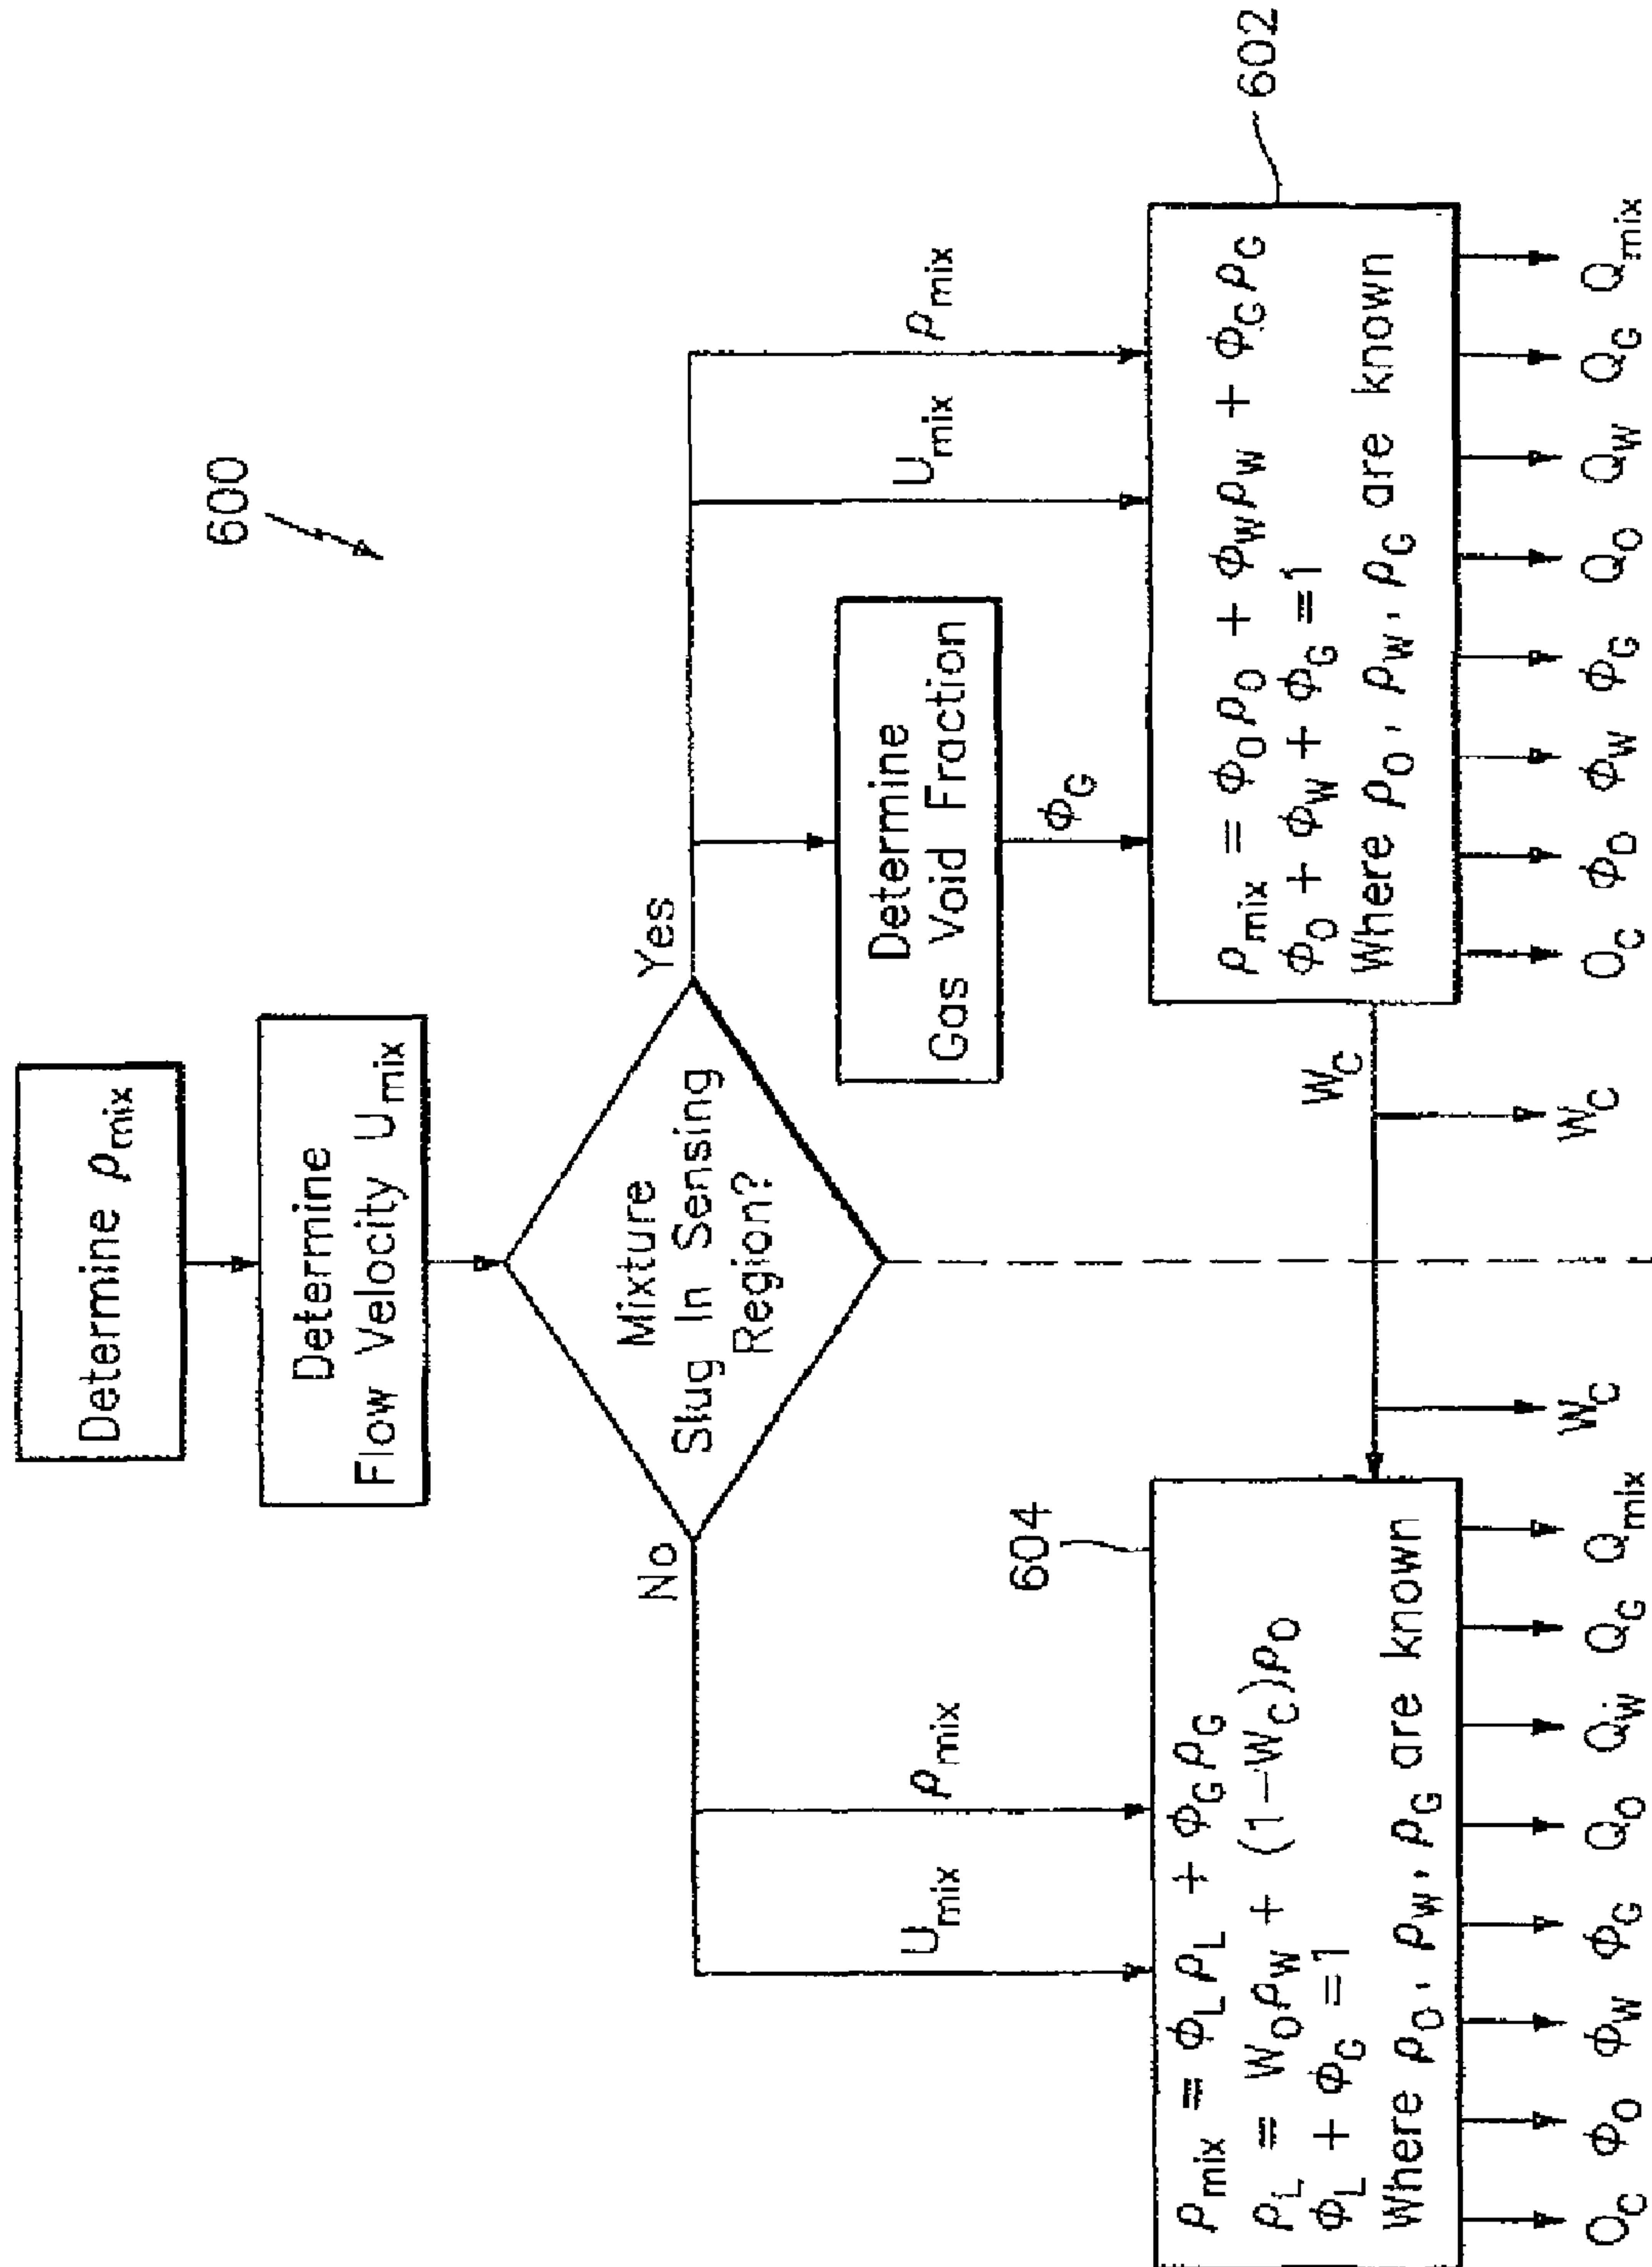 600
Determine ρmix
Determine
Flow Velocity Umix
Mixture
Slug In Sensing
Region?
No
Yes
Umix
ρmix
Determine
Gas Void Fraction
ΦG
Umix
ρmix
604
ρmix = ΦLρL + ΦGρG
ρL = WOρW + (1-WC)ρO
ΦL + ΦG =1
Where ρO, ρW, ρG are known
WC
602
ρmix = ΦOρO + ΦWρW + ΦGρG
ΦO + ΦW + ΦG =1
Where ρO, ρW, ρG are known
OC ΦO ΦW ΦG QO QW QG Qmix
WC
WC
OC ΦO ΦW ΦG QO QW QG Qmix